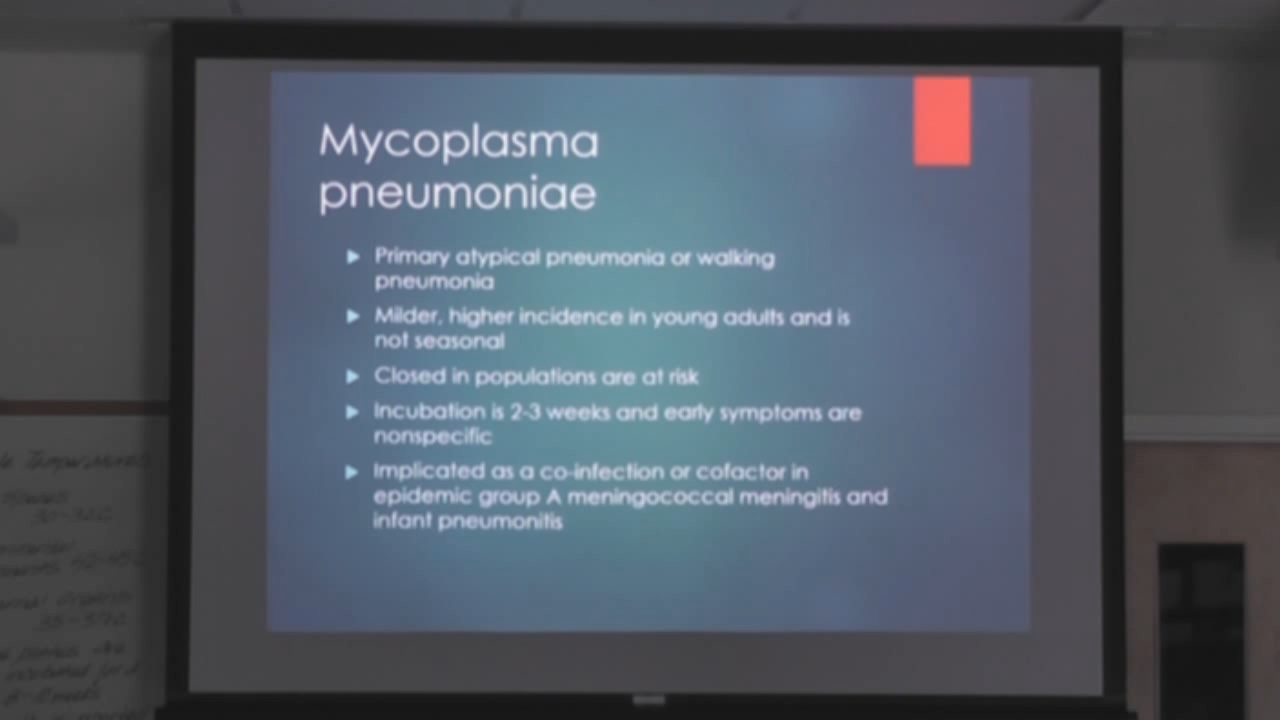 Mycoplasma
pneumoniae
Primary atypical pneumonia or walking
pneumonia
Milder, higher incidence in young adults and is
not seasonal
Closed in populations are at risk
Incubation is 2-3 weeks and early symptoms are
nonspecific
Implicated as a co-infection or cofactor in
epidemic group A meningococcal meningitis and
infant pneumonitis